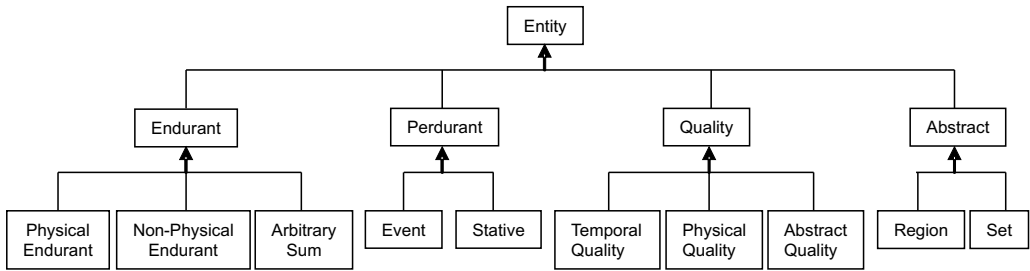 Entity
Endurant
Perdurant
Quality
Abstract
Physical
Endurant
Non-Physical
Endurant
Arbitrary
Sum
Event
Stative
Temporal
Quality
Physical
Quality
Abstract
Quality
Region
Set